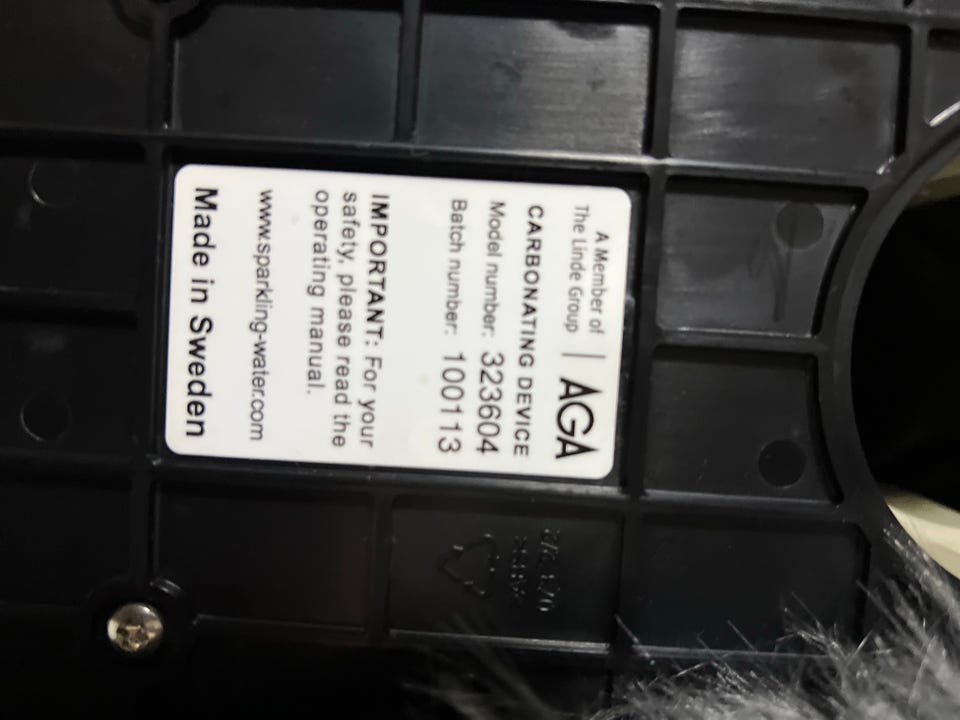 A Member of
The Linde Group | AGA
CARBONATING DEVICE
Model number: 323604
Batch number: 100113
IMPORTANT: For your
safety, please read the
operating manual.
www.sparkling-water.com
Made in Sweden
>ABS<